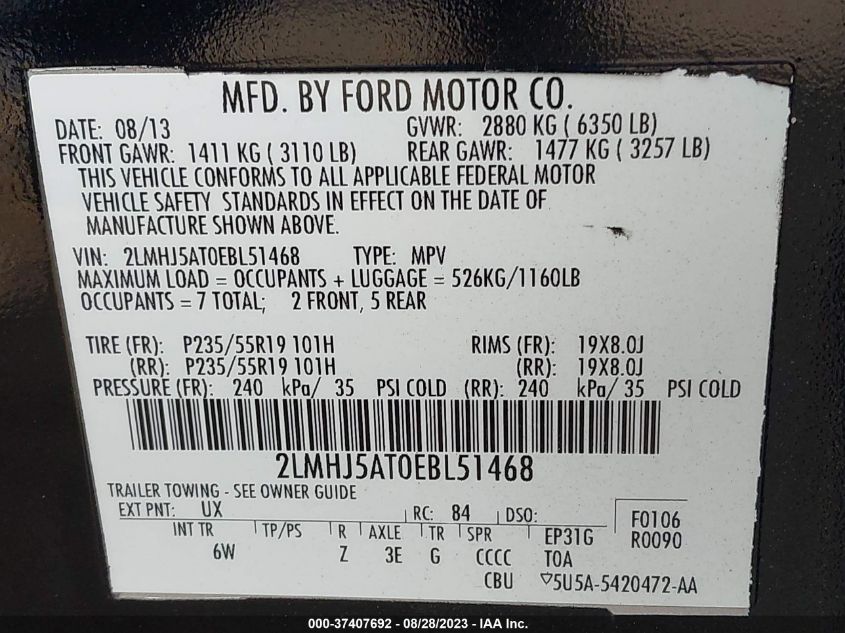 MFD. BY FORD MOTOR CO.
DATE: 08/13 GVWR: 2880 KG ( 6350 LB)
FRONT GAWR: 1411 KG ( 3110 LB) REAR GAWR: 1477 KG ( 3257 LB)
THIS VEHICLE CONFORMS TO ALL APPLICABLE FEDERAL MOTOR
VEHICLE SAFETY STANDARDS IN EFFECT ON THE DATE OF
MANUFACTURE SHOWN ABOVE.
VIN: 2LMHJ5AT0EBL51468 TYPE: MPV
MAXIMUM LOAD = OCCUPANTS + LUGGAGE = 526KG/1160LB
OCCUPANTS = 7 TOTAL; 2 FRONT, 5 REAR
TIRE (FR): P235/55R19 101H RIMS (FR): 19X8.0J
(RR): P235/55R19 101H (RR): 19X8.0J
PRESSURE (FR): 240 kPa/ 35 PSI COLD (RR): 240 kPa/ 35 PSI COLD
2LMHJ5AT0EBL51468
TRAILER TOWING - SEE OWNER GUIDE
EXT PNT: UX RC: 84 DSO: F0106
INT TR TP/PS R AXLE TR SPR EP31G R0090
6W Z 3E G CCCC T0A
CBU ▽5U5A-5420472-AA
000-37407692 - 08/28/2023 - IAA Inc.